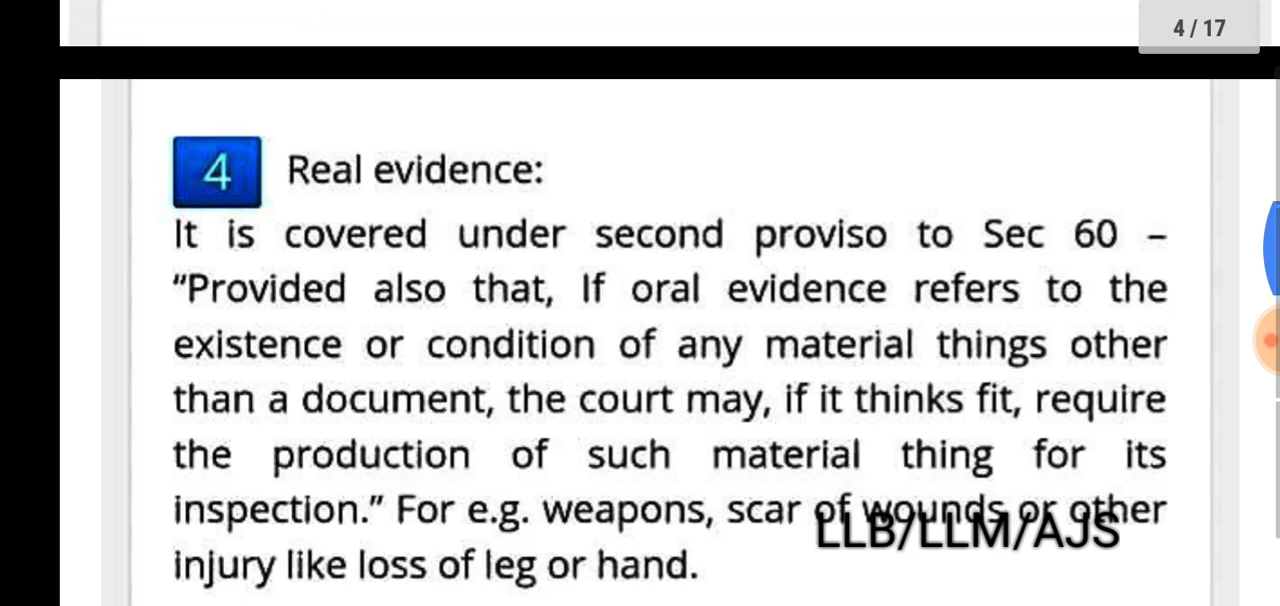 4 / 17
4 Real evidence:
It is covered under second proviso to Sec 60 –
“Provided also that, If oral evidence refers to the
existence or condition of any material things other
than a document, the court may, if it thinks fit, require
the production of such material thing for its
inspection.” For e.g. weapons, scar of wounds or other
LLB/LLM/AJS
injury like loss of leg or hand.